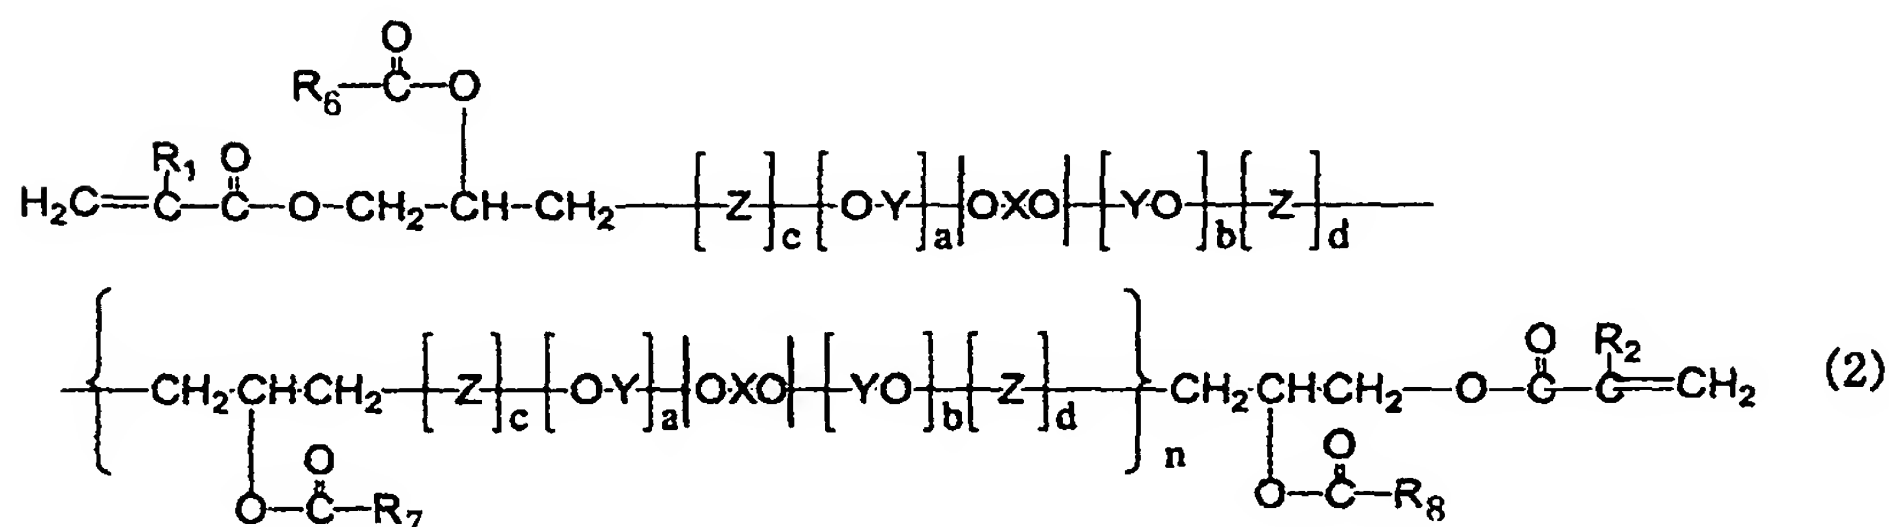 O
R₆—C—O
R₁ O
H₂C=C—C—O—CH₂—CH—CH₂—[Z]c[O-Y]a|OXO|[YO]b[Z]d—
O R₂
—{CH₂-CH-CH₂—[Z]c[O-Y]a|OXO|[YO]b[Z]d}n—CH₂-CH-CH₂—O—C—C=CH₂ (2)
O O
O—C—R₇ O—C—R₈